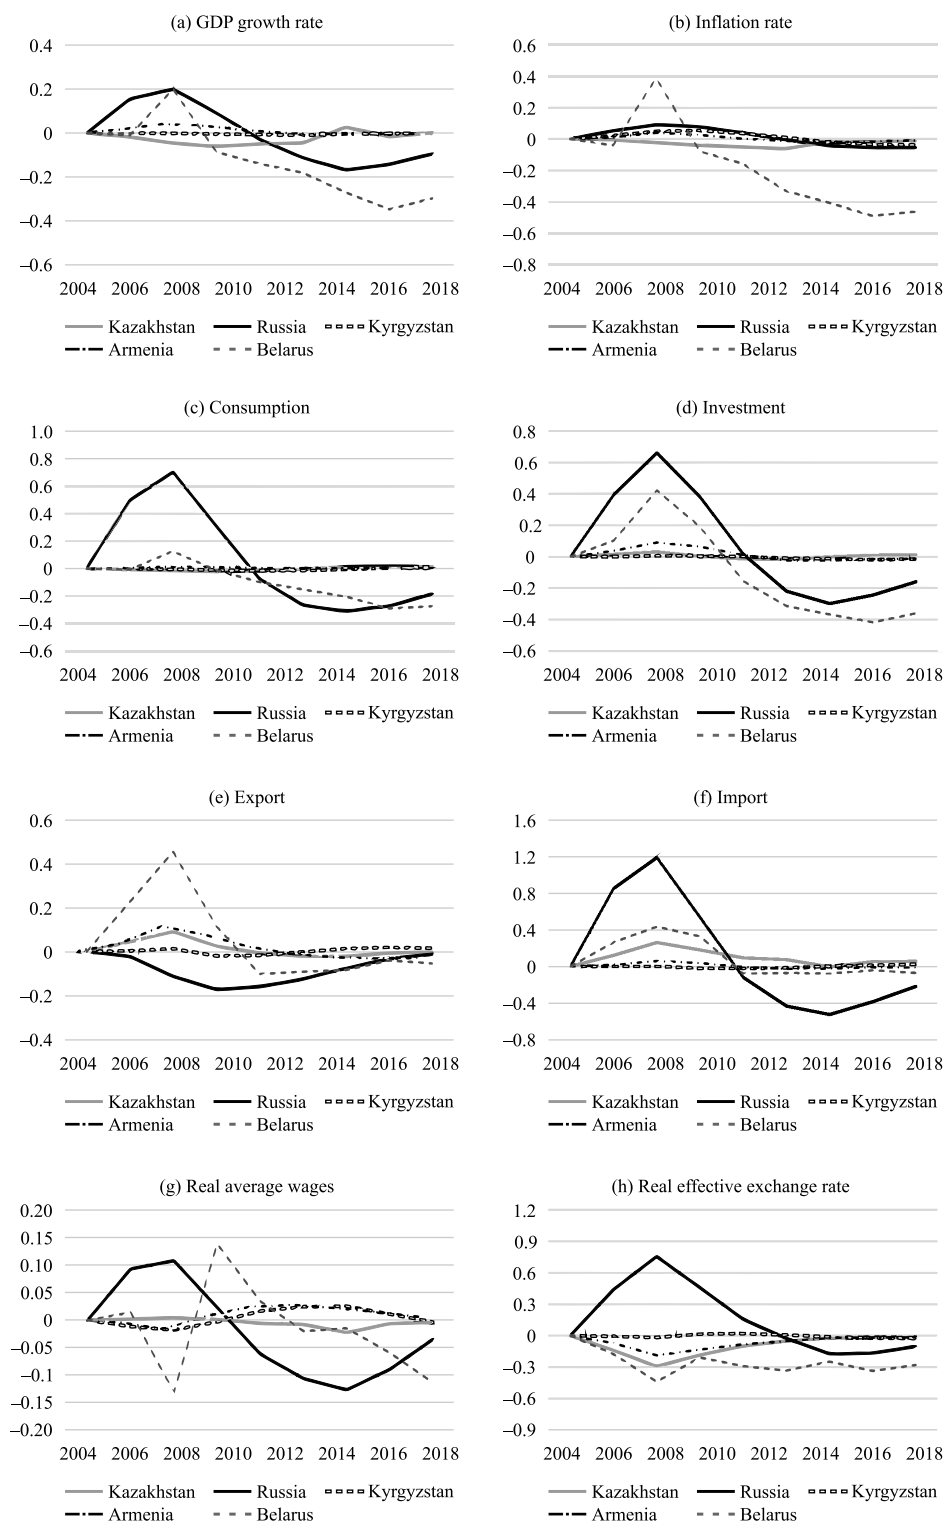 (a) GDP growth rate
0.4
0.2
0
–0.2
–0.4
–0.6
2004 2006 2008 2010 2012 2014 2016 2018
Kazakhstan Russia Kyrgyzstan
Armenia Belarus
(b) Inflation rate
0.6
0.4
0.2
0
–0.2
–0.4
–0.6
–0.8
2004 2006 2008 2010 2012 2014 2016 2018
Kazakhstan Russia Kyrgyzstan
Armenia Belarus
(c) Consumption
1.0
0.8
0.6
0.4
0.2
0
–0.2
–0.4
–0.6
2004 2006 2008 2010 2012 2014 2016 2018
Kazakhstan Russia Kyrgyzstan
Armenia Belarus
(d) Investment
0.8
0.6
0.4
0.2
0
–0.2
–0.4
–0.6
2004 2006 2008 2010 2012 2014 2016 2018
Kazakhstan Russia Kyrgyzstan
Armenia Belarus
(e) Export
0.6
0.4
0.2
0
–0.2
–0.4
2004 2006 2008 2010 2012 2014 2016 2018
Kazakhstan Russia Kyrgyzstan
Armenia Belarus
(f) Import
1.6
1.2
0.8
0.4
0
–0.4
–0.8
2004 2006 2008 2010 2012 2014 2016 2018
Kazakhstan Russia Kyrgyzstan
Armenia Belarus
(g) Real average wages
0.20
0.15
0.10
0.05
0
–0.05
–0.1
–0.15
–0.20
2004 2006 2008 2010 2012 2014 2016 2018
Kazakhstan Russia Kyrgyzstan
Armenia Belarus
(h) Real effective exchange rate
1.2
0.9
0.6
0.3
0
–0.3
–0.6
–0.9
2004 2006 2008 2010 2012 2014 2016 2018
Kazakhstan Russia Kyrgyzstan
Armenia Belarus